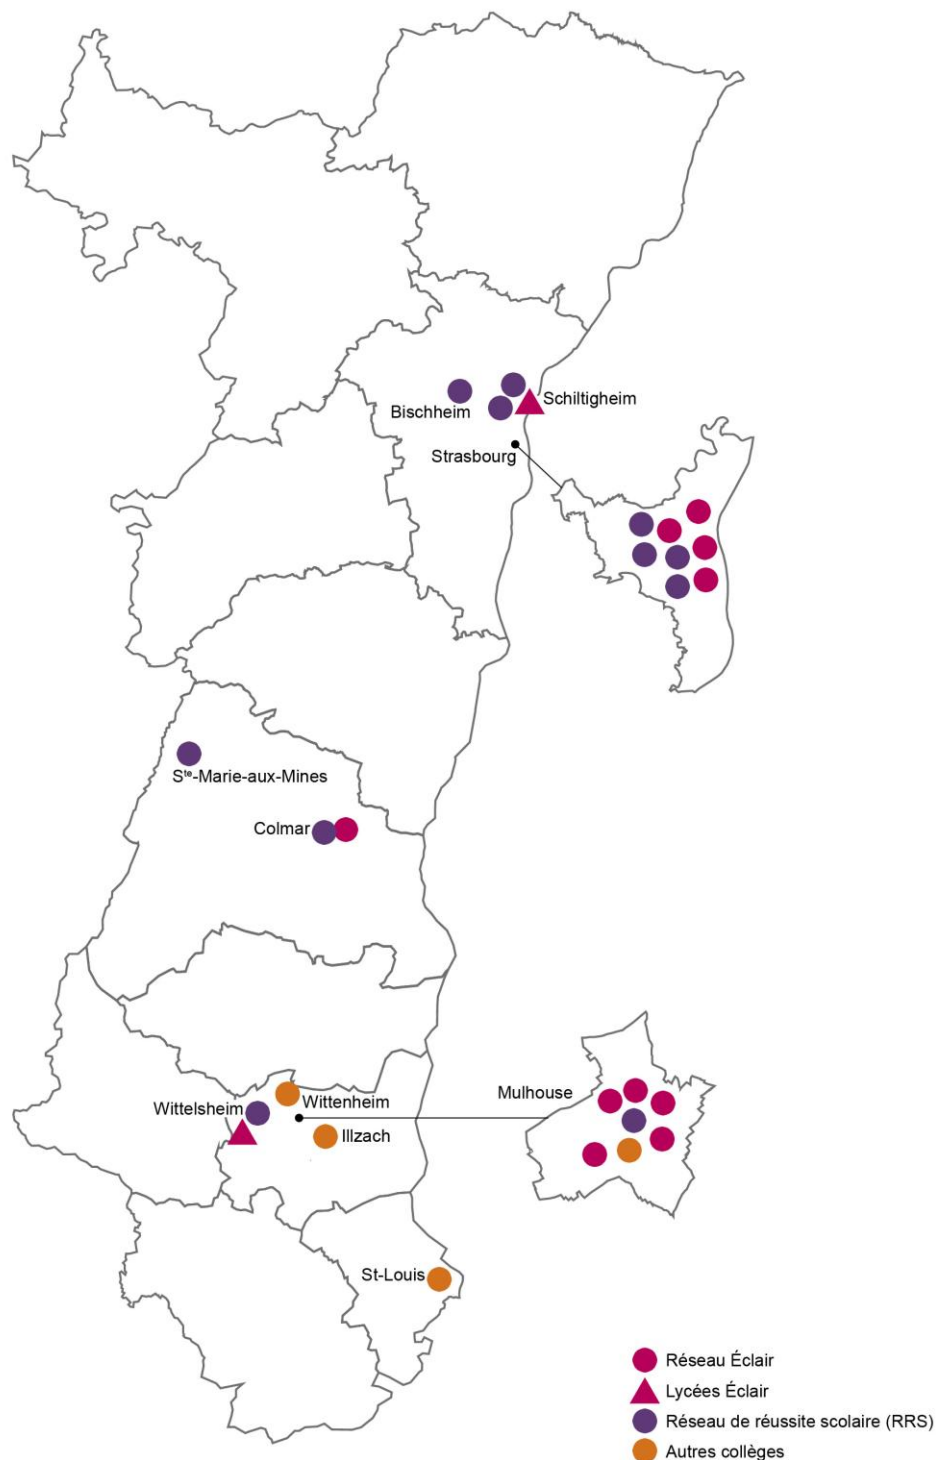 Schiltigheim
Bischheim
Strasbourg
Sᵗᵉ-Marie-aux-Mines
Colmar
Mulhouse
Wittelsheim
Wittenheim
Illzach
St-Louis
Réseau Éclair
Lycées Éclair
Réseau de réussite scolaire (RRS)
Autres collèges